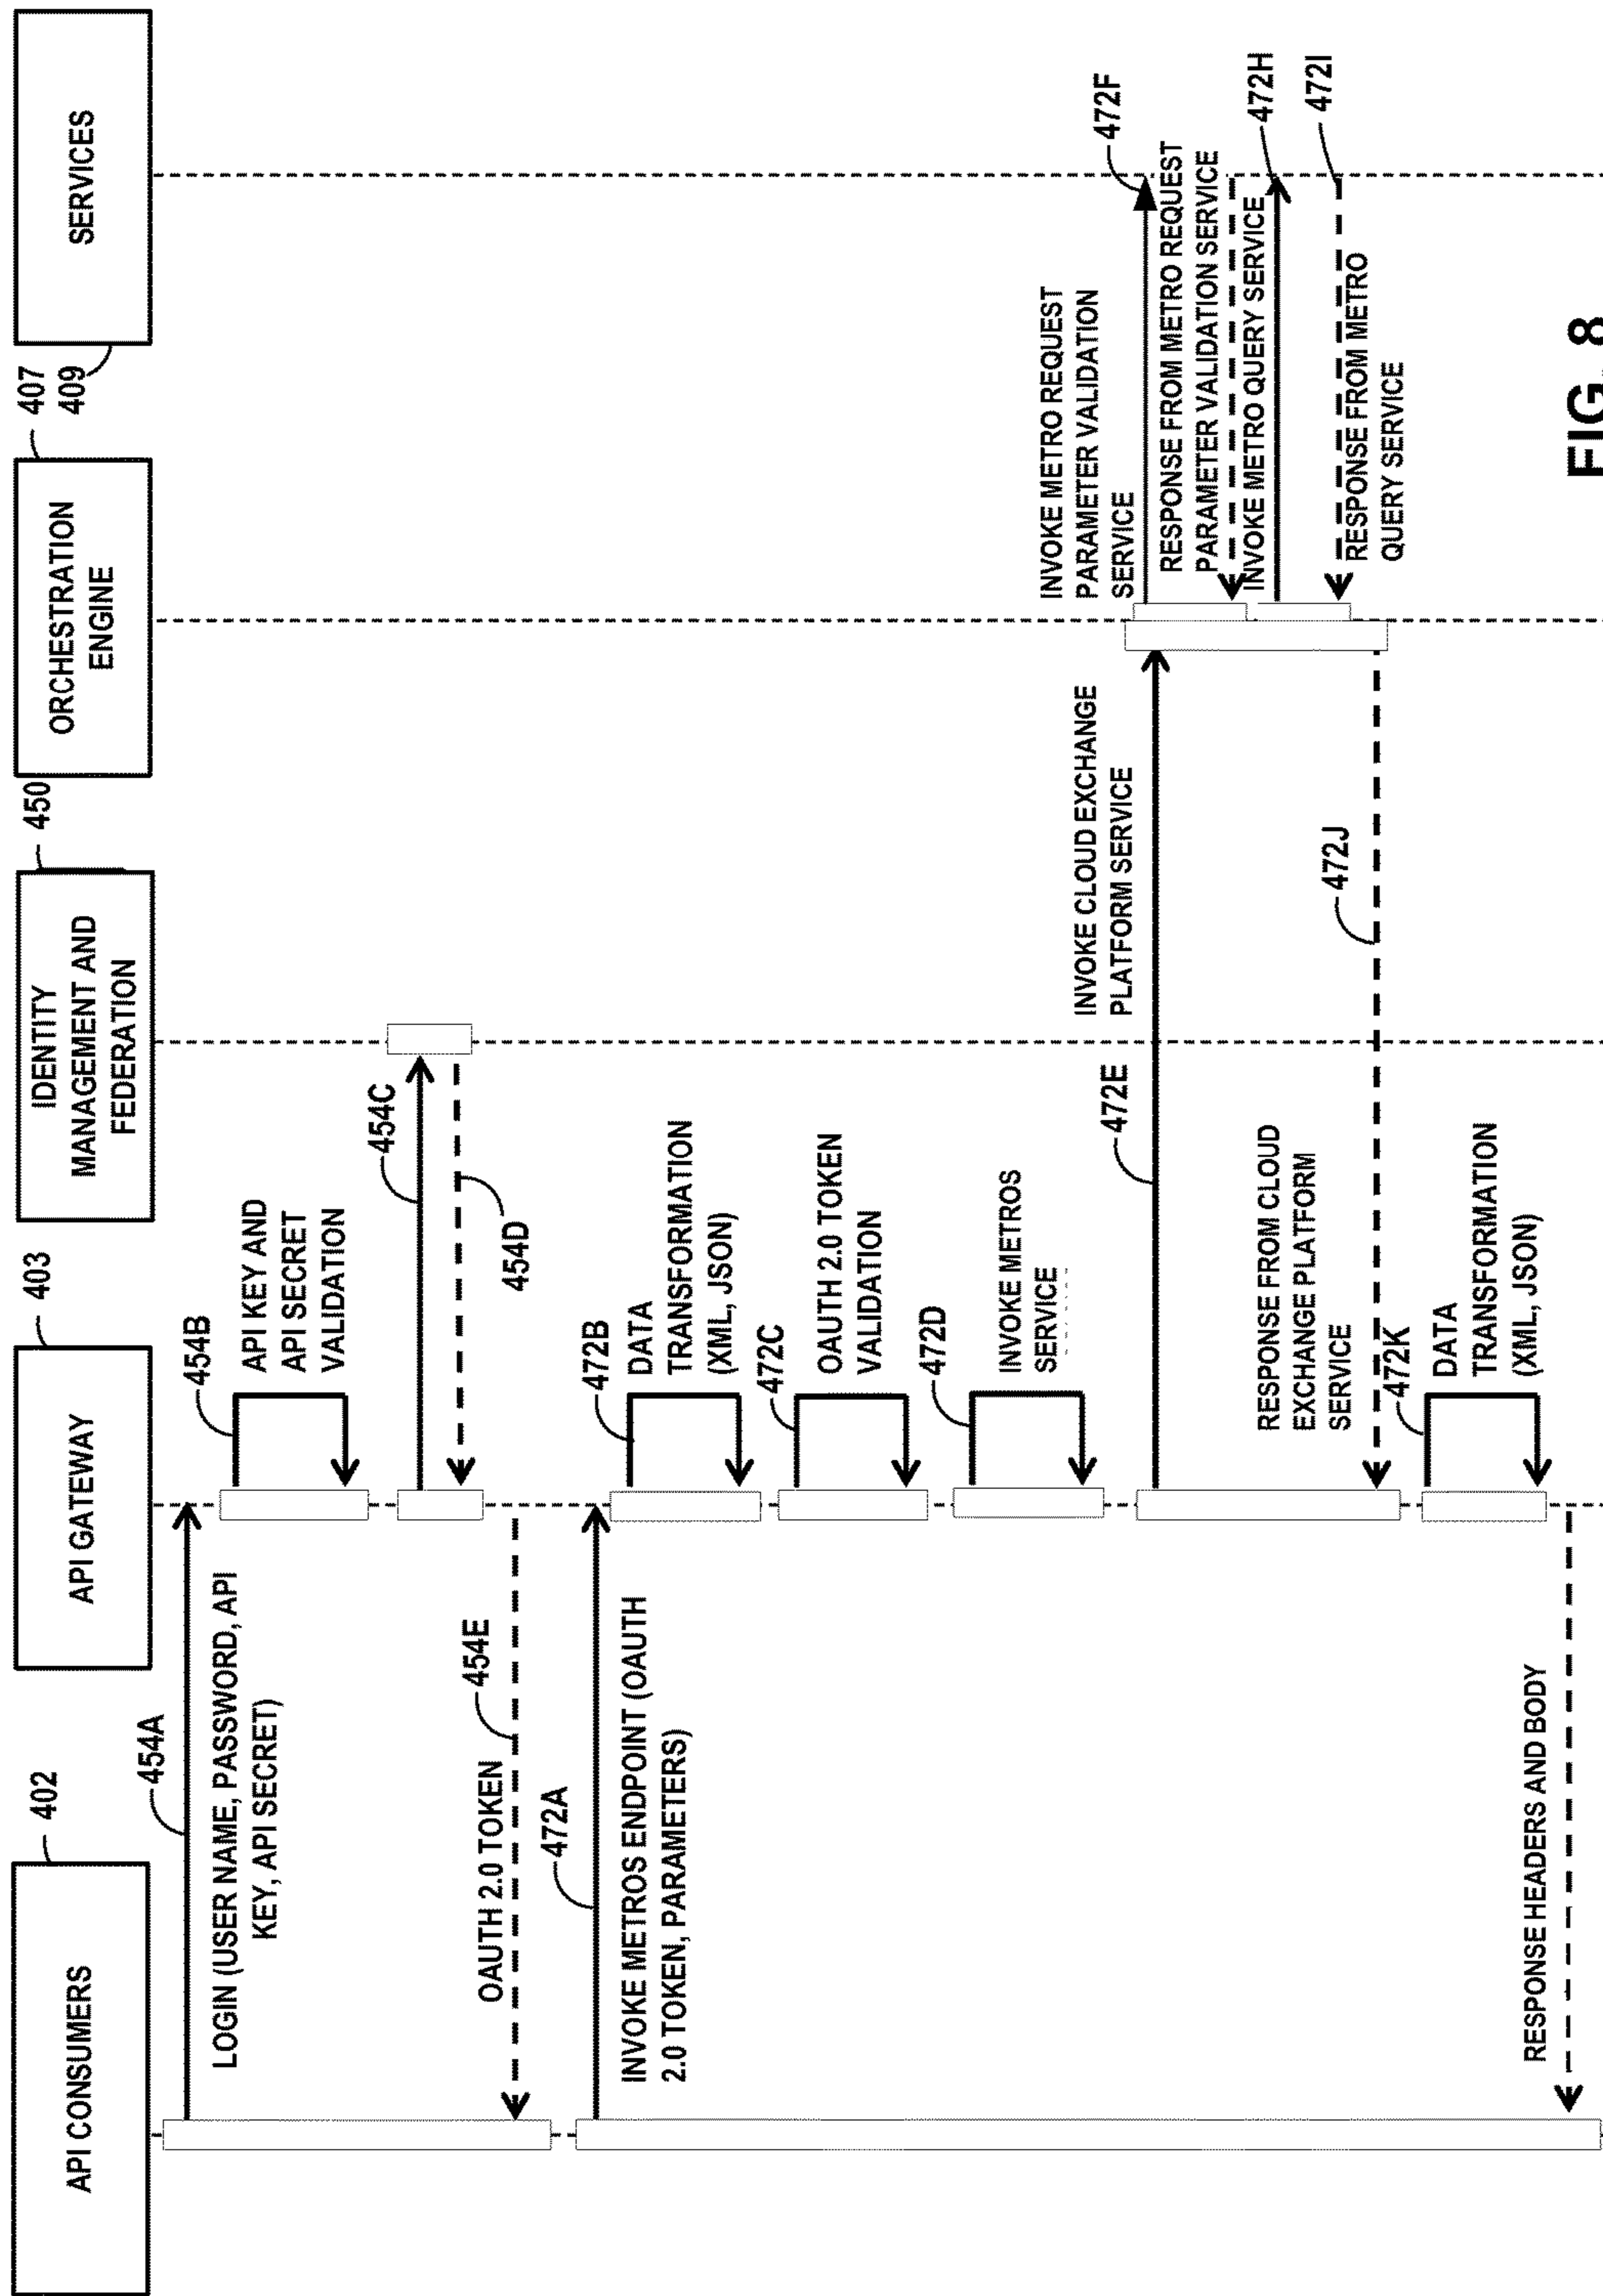 API CONSUMERS
402
API GATEWAY
403
IDENTITY
MANAGEMENT AND
FEDERATION
450
ORCHESTRATION
ENGINE
407
SERVICES
409
454A
LOGIN (USER NAME, PASSWORD, API
KEY, API SECRET)
454B
API KEY AND
API SECRET
VALIDATION
454C
454D
454E
OAUTH 2.0 TOKEN
472A
INVOKE METROS ENDPOINT (OAUTH
2.0 TOKEN, PARAMETERS)
472B
DATA
TRANSFORMATION
(XML, JSON)
472C
OAUTH 2.0 TOKEN
VALIDATION
472D
INVOKE METROS
SERVICE
472E
INVOKE CLOUD EXCHANGE
PLATFORM SERVICE
INVOKE METRO REQUEST
PARAMETER VALIDATION
SERVICE
472F
RESPONSE FROM METRO REQUEST
PARAMETER VALIDATION SERVICE
INVOKE METRO QUERY SERVICE
472H
472I
RESPONSE FROM METRO
QUERY SERVICE
472J
RESPONSE FROM CLOUD
EXCHANGE PLATFORM
SERVICE
472K
DATA
TRANSFORMATION
(XML, JSON)
RESPONSE HEADERS AND BODY
FIG. 8